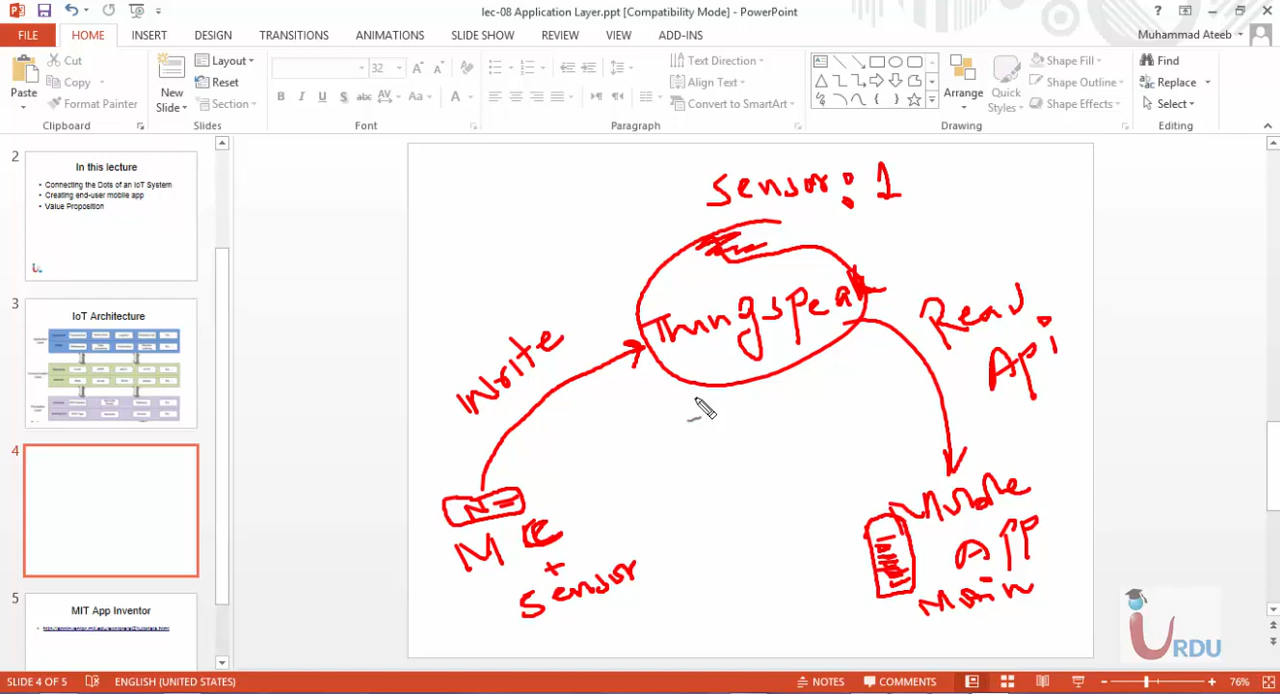 lec-08 Application Layer.ppt [Compatibility Mode] – PowerPoint
?
FILE
HOME
INSERT
DESIGN
TRANSITIONS
ANIMATIONS
SLIDE SHOW
REVIEW
VIEW
ADD-INS
Muhammad Ateeb
Paste
Cut
Copy
Format Painter
Clipboard
New
Slide
Layout
Reset
Section
Slides
32
B I U S abc AV Aa A
Font
Text Direction
Align Text
Convert to SmartArt
Paragraph
Arrange
Quick
Styles
Shape Fill
Shape Outline
Shape Effects
Drawing
Find
Replace
Select
Editing
2
In this lecture
• Connecting the Dots of an IoT System
• Creating end-user mobile app
• Value Proposition
3
IoT Architecture
4
5
MIT App Inventor
Sensor: 1
Thingspeak
Write
Read
Api
N
M
+
Sensor
Mobile
App
Main
URDU
SLIDE 4 OF 5
ENGLISH (UNITED STATES)
NOTES
COMMENTS
76%